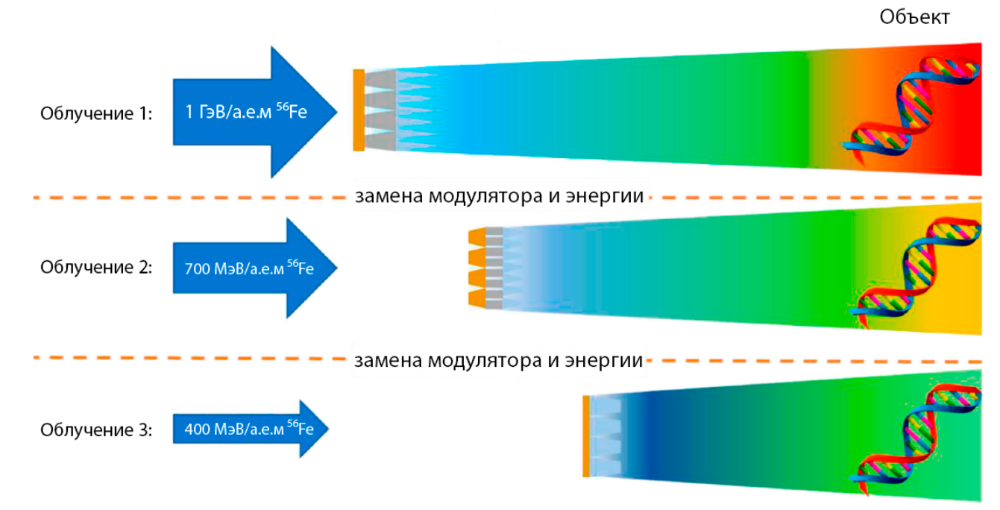 Объект
Облучение 1: 1 ГэВ/а.е.м ⁵⁶Fe
замена модулятора и энергии
Облучение 2: 700 МэВ/а.е.м ⁵⁶Fe
замена модулятора и энергии
Облучение 3: 400 МэВ/а.е.м ⁵⁶Fe